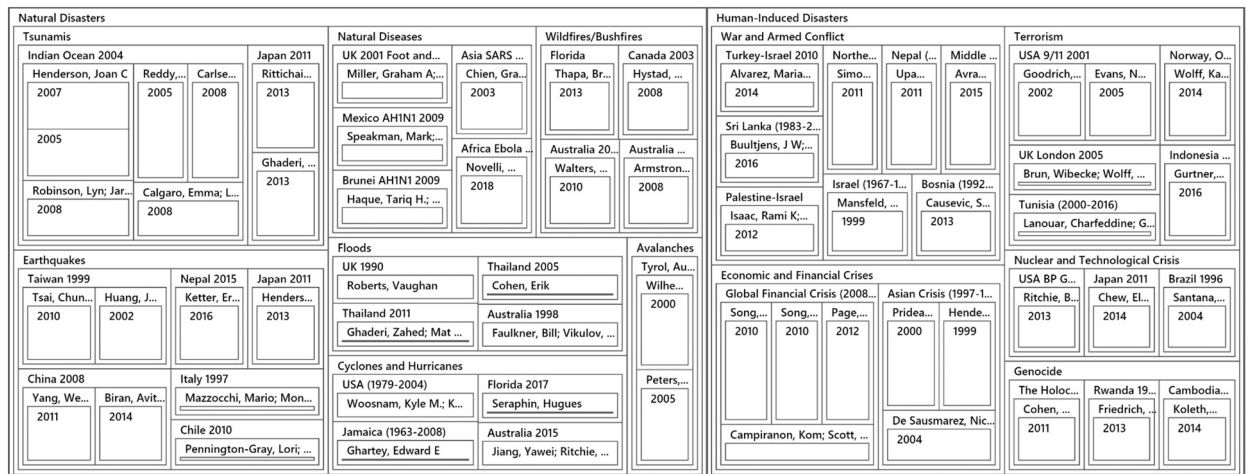 Natural Disasters
Tsunamis
Indian Ocean 2004
Henderson, Joan C
2007
2005
Reddy,...
2005
Carlse...
2008
Robinson, Lyn; Jar...
2008
Calgaro, Emma; L...
2008
Japan 2011
Rittichai...
2013
Ghaderi, ...
2013
Natural Diseases
UK 2001 Foot and...
Miller, Graham A;...
Mexico AH1N1 2009
Speakman, Mark;...
Brunei AH1N1 2009
Haque, Tariq H.; ...
Asia SARS ...
Chien, Gra...
2003
Africa Ebola ...
Novelli, ...
2018
Wildfires/Bushfires
Florida
Thapa, Br...
2013
Canada 2003
Hystad, ...
2008
Australia 20...
Walters, ...
2010
Australia ...
Armstron...
2008
Earthquakes
Taiwan 1999
Tsai, Chun...
2010
Huang, J...
2002
Nepal 2015
Ketter, Er...
2016
Japan 2011
Henders...
2013
China 2008
Yang, We...
2011
Biran, Avit...
2014
Italy 1997
Mazzocchi, Mario; Mon...
Chile 2010
Pennington-Gray, Lori; ...
Floods
UK 1990
Roberts, Vaughan
Thailand 2005
Cohen, Erik
Thailand 2011
Ghaderi, Zahed; Mat ...
Australia 1998
Faulkner, Bill; Vikulov, ...
Cyclones and Hurricanes
USA (1979-2004)
Woosnam, Kyle M.; K...
Florida 2017
Seraphin, Hugues
Jamaica (1963-2008)
Ghartey, Edward E
Australia 2015
Jiang, Yawei; Ritchie, ...
Avalanches
Tyrol, Au...
Wilhe...
2000
Peters,...
2005
Human-Induced Disasters
War and Armed Conflict
Turkey-Israel 2010
Alvarez, Maria...
2014
Sri Lanka (1983-2...
Buultjens, J W;...
2016
Palestine-Israel
Isaac, Rami K;...
2012
Northe...
Simo...
2011
Nepal (...
Upa...
2011
Middle ...
Avra...
2015
Israel (1967-1...
Mansfeld, ...
1999
Bosnia (1992...
Causevic, S...
2013
Terrorism
USA 9/11 2001
Goodrich,...
2002
Evans, N...
2005
Norway, O...
Wolff, Ka...
2014
UK London 2005
Brun, Wibecke; Wolff, ...
Tunisia (2000-2016)
Lanouar, Charfeddine; G...
Indonesia ...
Gurtner,...
2016
Economic and Financial Crises
Global Financial Crisis (2008...
Song,...
2010
Song,...
2010
Page,...
2012
Campiranon, Kom; Scott, ...
Asian Crisis (1997-1...
Pridea...
2000
Hende...
1999
De Sausmarez, Nic...
2004
Nuclear and Technological Crisis
USA BP G...
Ritchie, B...
2013
Japan 2011
Chew, El...
2014
Brazil 1996
Santana,...
2004
Genocide
The Holoc...
Cohen, ...
2011
Rwanda 19...
Friedrich, ...
2013
Cambodia...
Koleth,...
2014